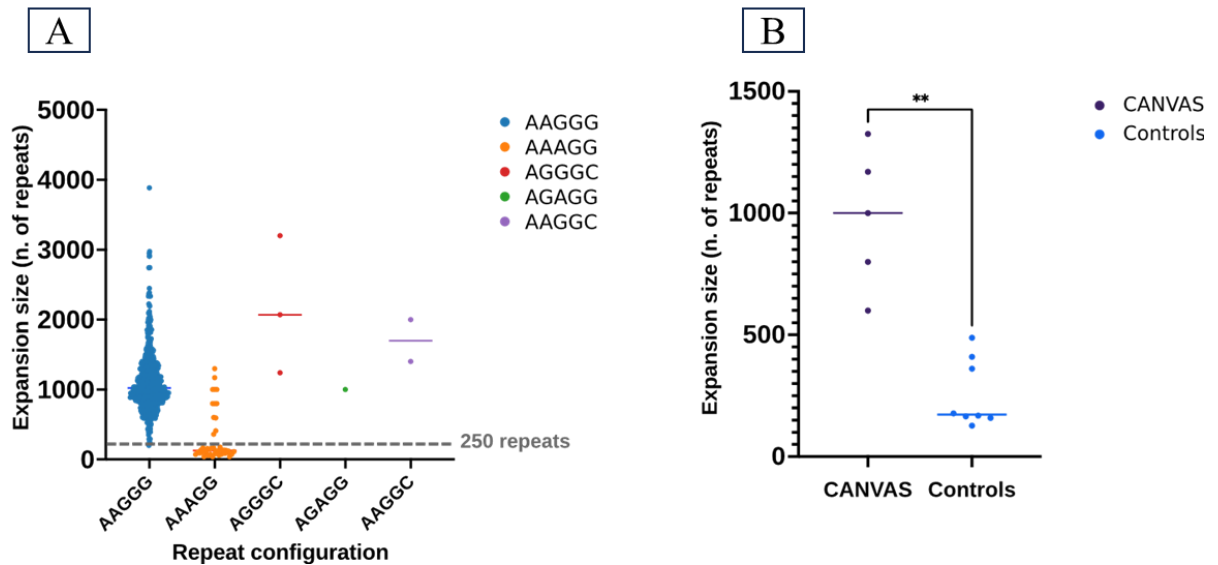 A
Expansion size (n. of repeats)
5000
4000
3000
2000
1000
0
AAGGG
AAAGG
AGGGC
AGAGG
AAGGC
250 repeats
AAGGG
AAAGG
AGGGC
AGAGG
AAGGC
Repeat configuration
B
Expansion size (n. of repeats)
1500
1000
500
0
**
CANVAS
Controls
CANVAS
Controls